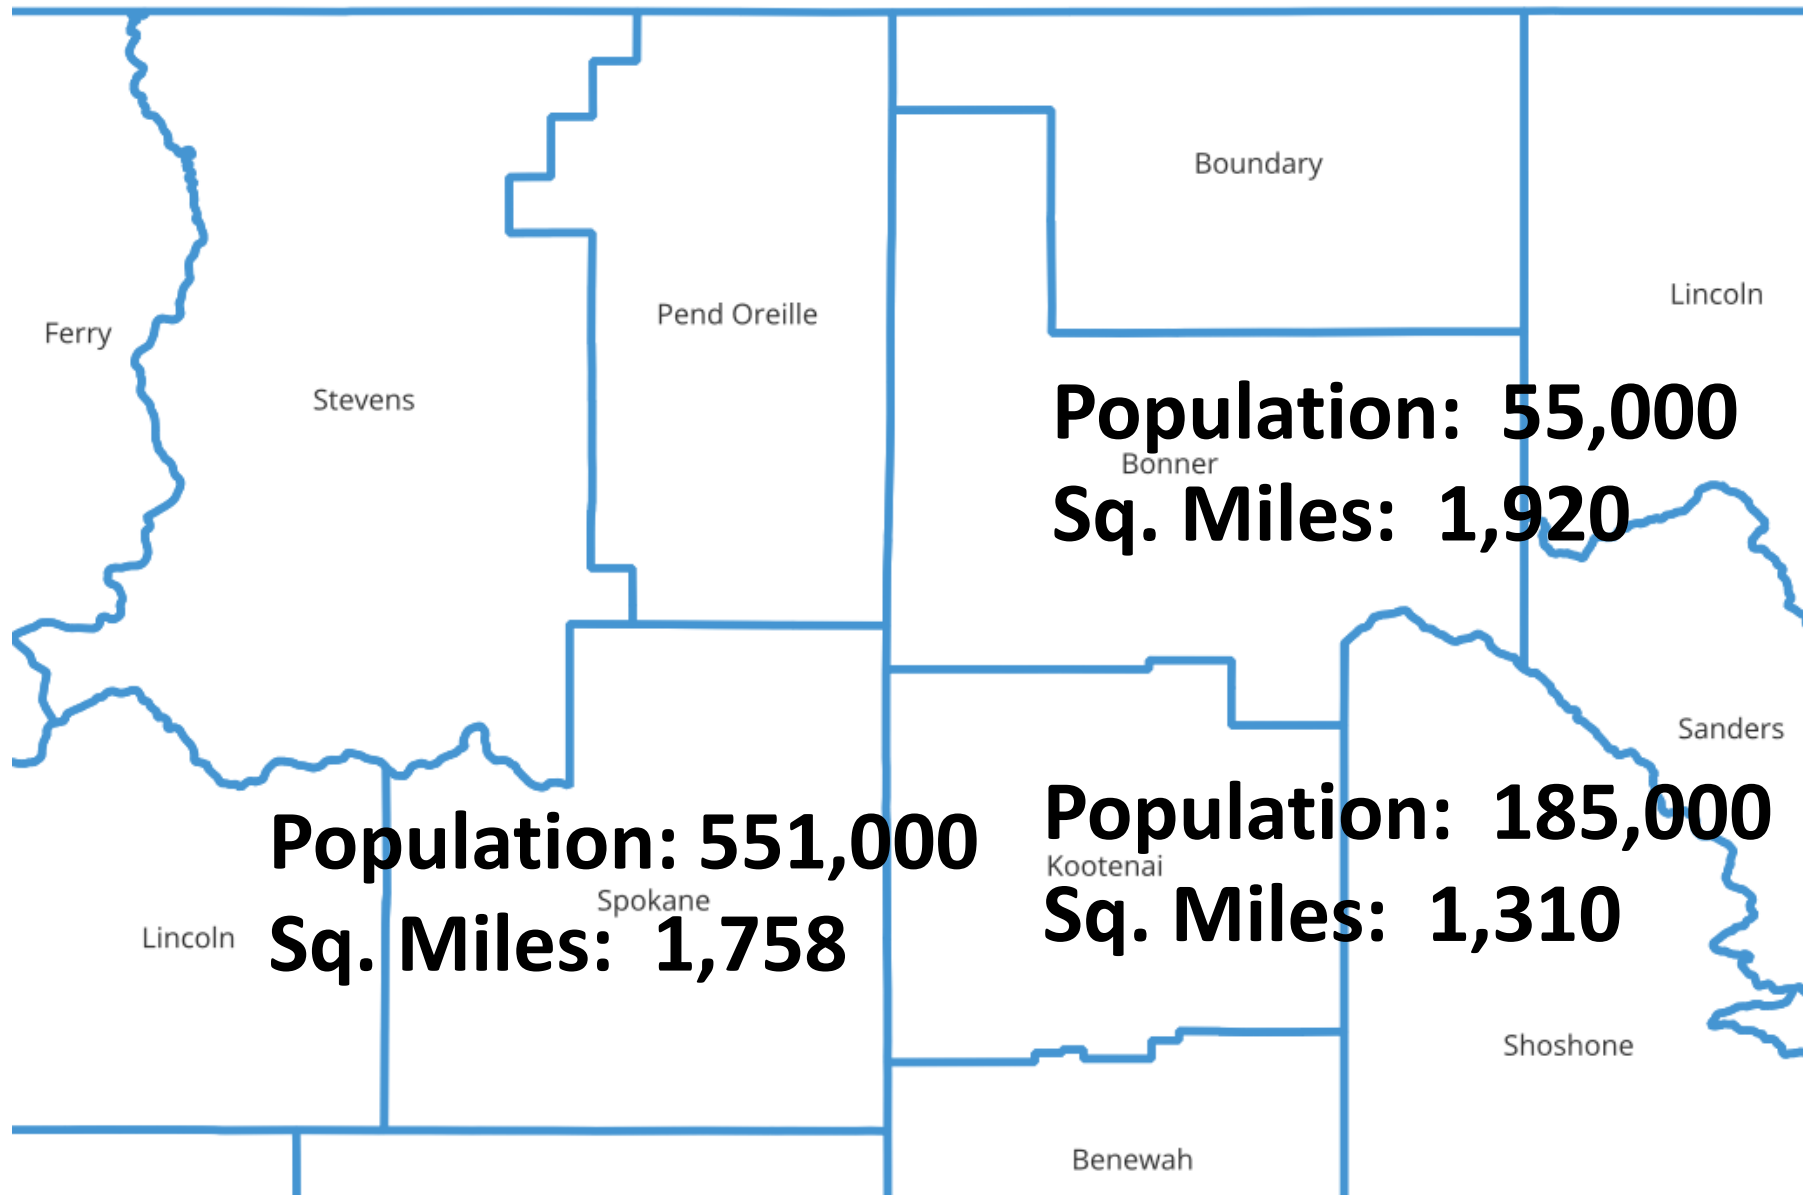 Boundary
Lincoln
Pend Oreille
Ferry
Stevens
Population:  55,000
Bonner
Sq. Miles:  1,920
Sanders
Population: 551,000
Spokane
Sq. Miles:  1,758
Population:  185,000
Kootenai
Sq. Miles:  1,310
Lincoln
Shoshone
Benewah